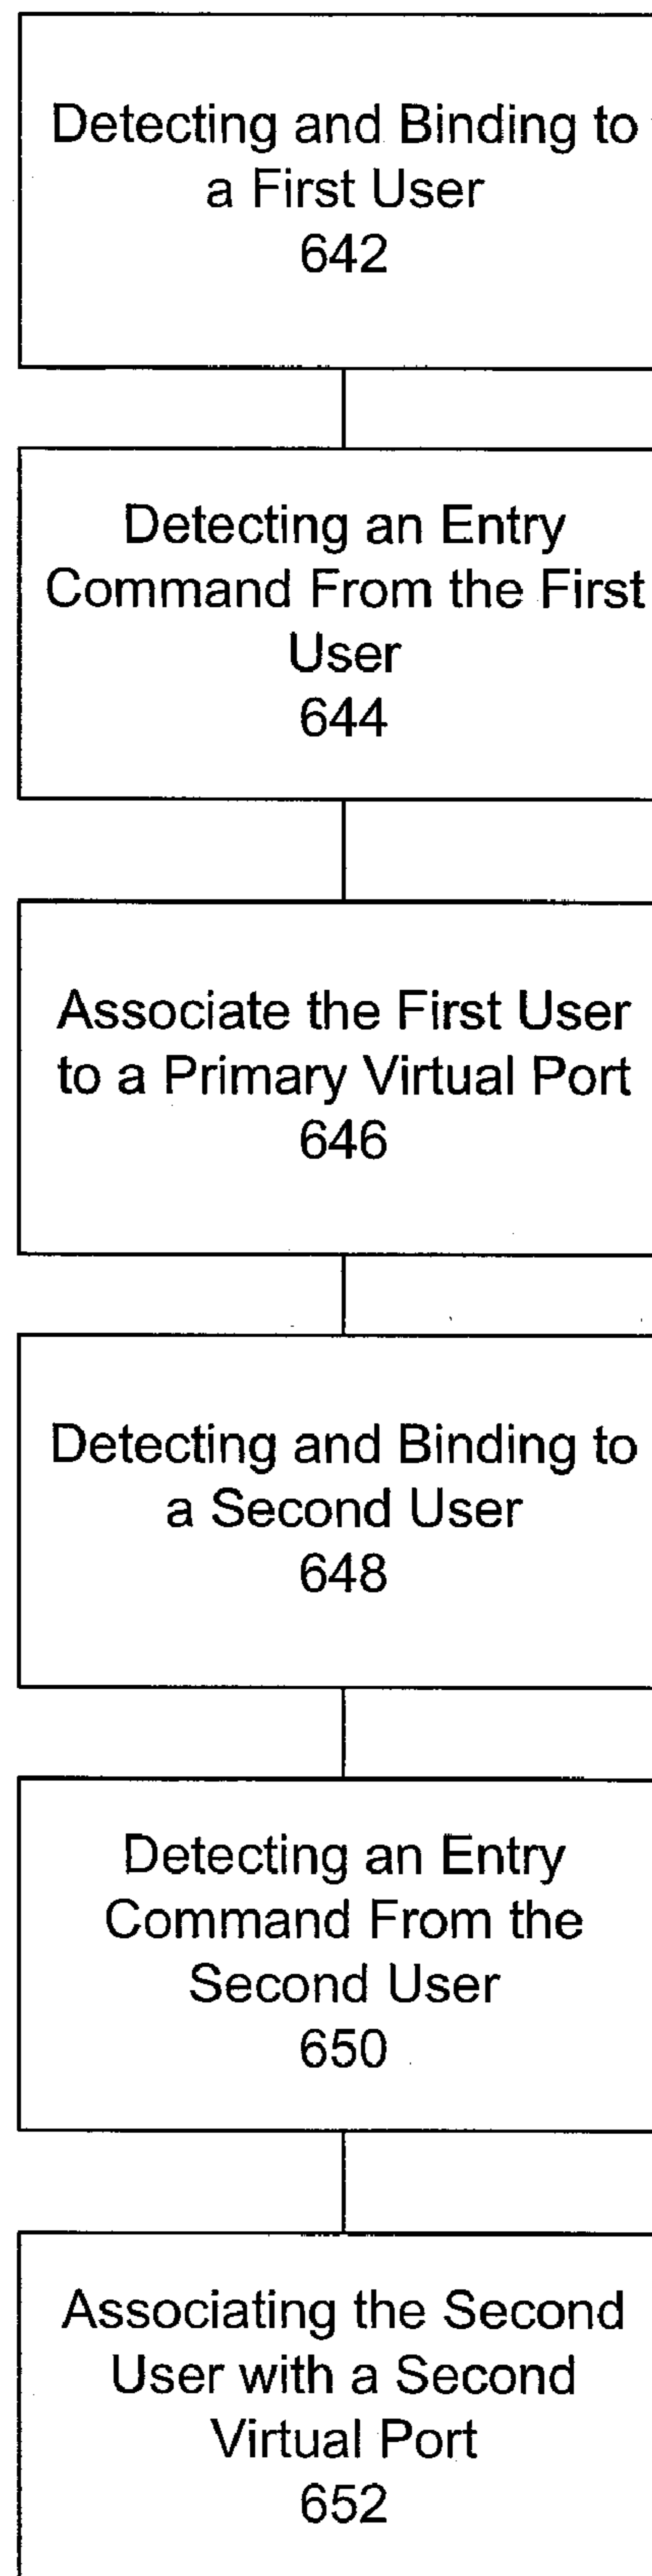 Detecting and Binding to
a First User
642
Detecting an Entry
Command From the First
User
644
Associate the First User
to a Primary Virtual Port
646
Detecting and Binding to
a Second User
648
Detecting an Entry
Command From the
Second User
650
Associating the Second
User with a Second
Virtual Port
652